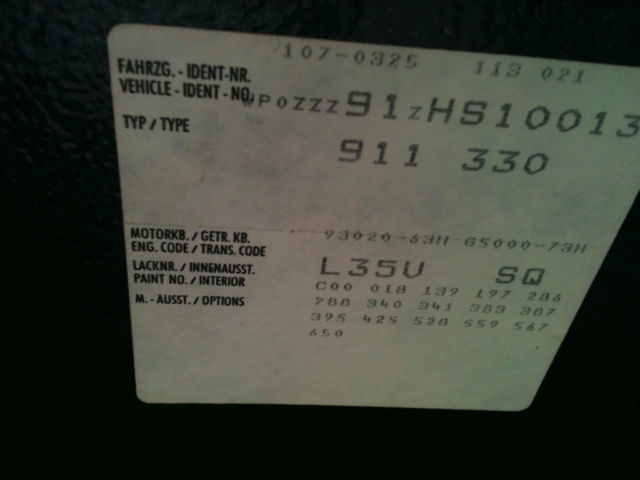 107-0325 113 021
FAHRZG. - IDENT-NR.
VEHICLE - IDENT - NO. WP0ZZZ91ZHS10013
TYP / TYPE 911 330
MOTORKB. / GETR. KB. 93020-63H G5000-73H
ENG. CODE / TRANS. CODE
LACKNR. / INNENAUSST. L35V SQ
PAINT NO. / INTERIOR C00 018 139 197 286
M. - AUSST. / OPTIONS 288 340 341 383 387
395 425 528 559 567
650